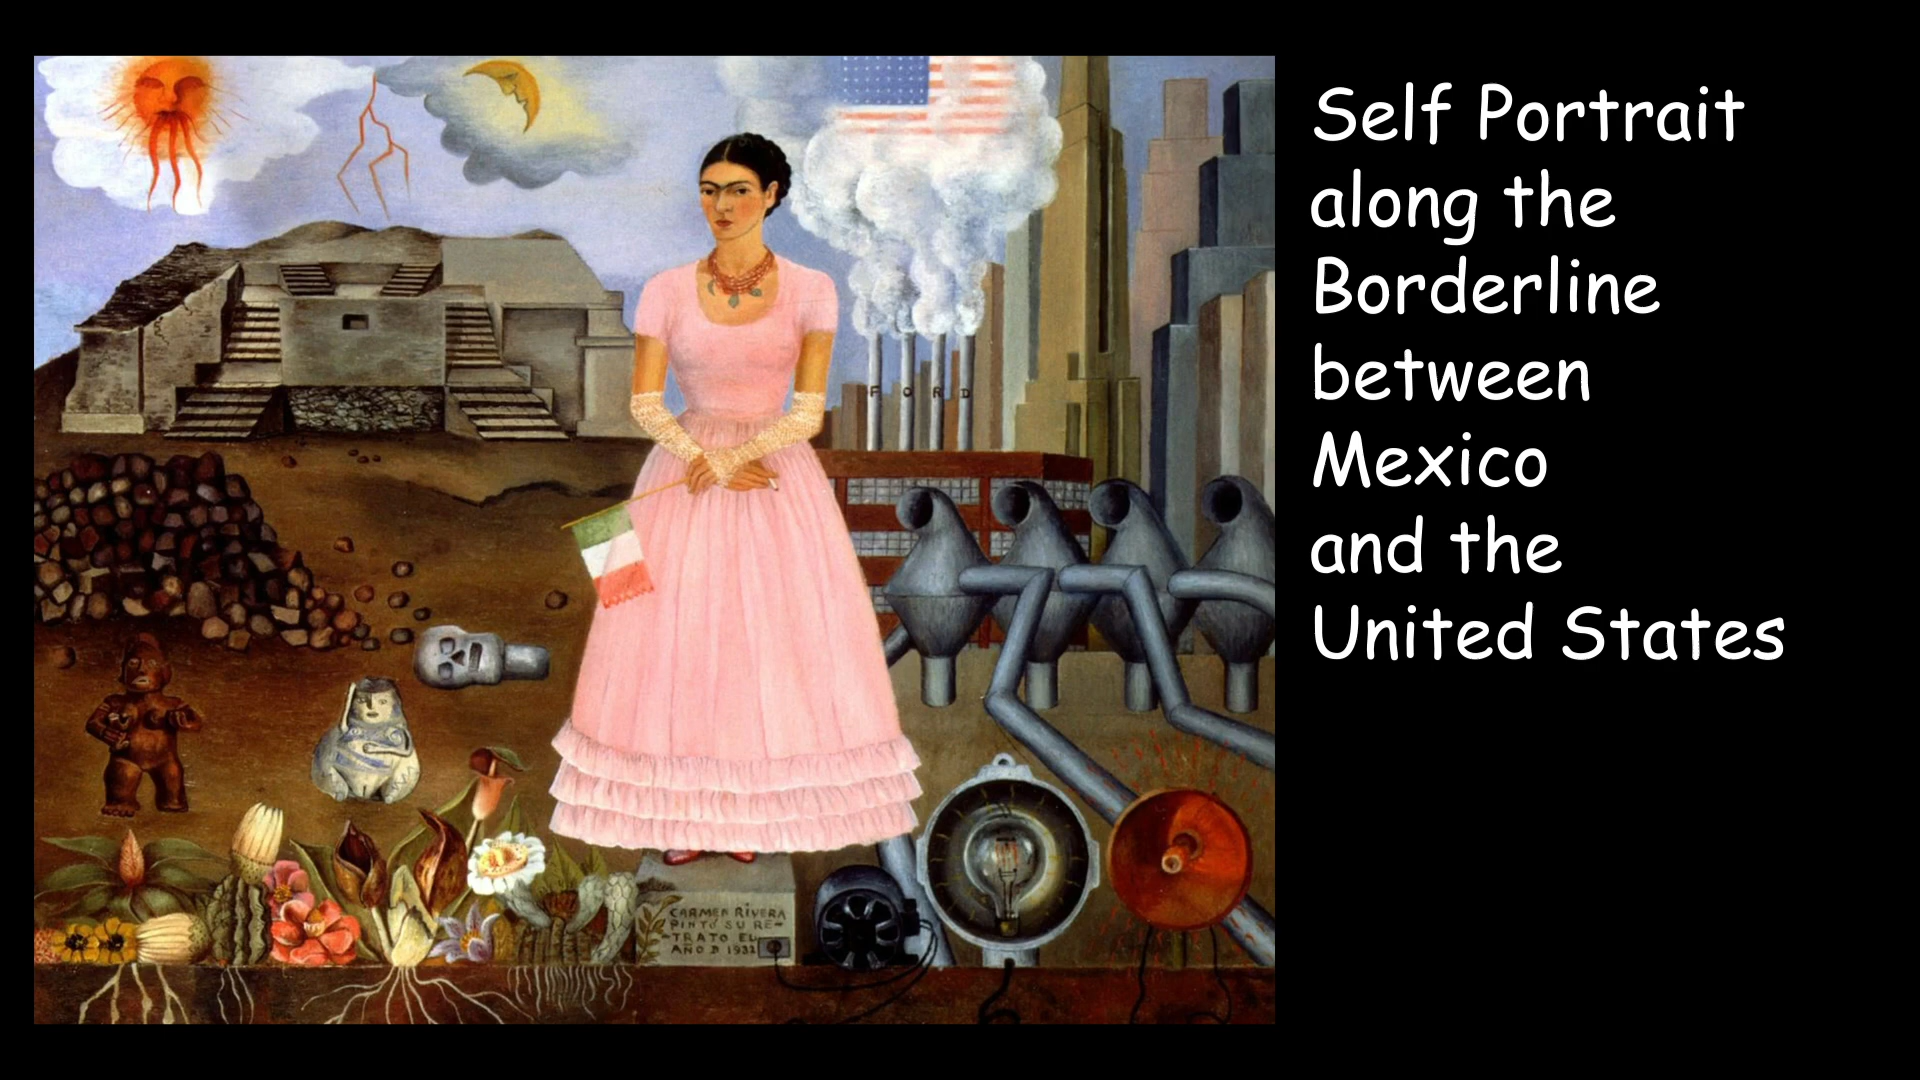 Self Portrait
along the
Borderline
between
Mexico
and the
United States
FORD
CARMEN RIVERA
PINTÓ SU RE-
TRATO EL
AÑO D 1932